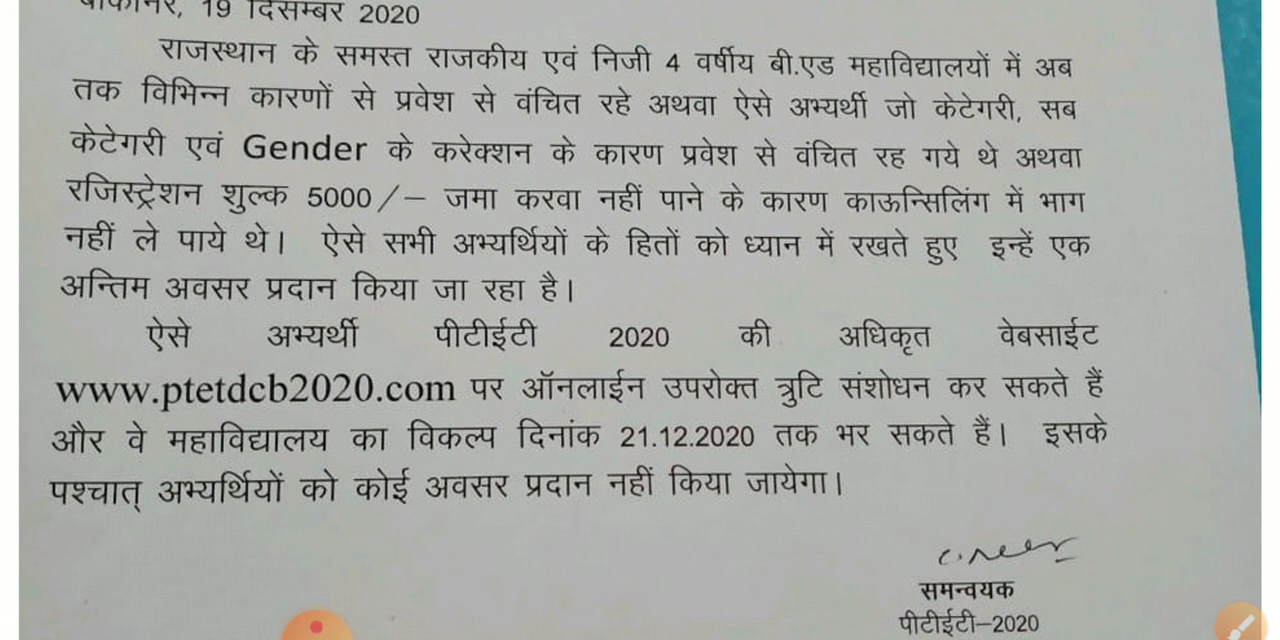 बीकानेर, 19 दिसम्बर 2020
राजस्थान के समस्त राजकीय एवं निजी 4 वर्षीय बी.एड महाविद्यालयों में अब
तक विभिन्न कारणों से प्रवेश से वंचित रहे अथवा ऐसे अभ्यर्थी जो केटेगरी, सब
केटेगरी एवं Gender के करेक्शन के कारण प्रवेश से वंचित रह गये थे अथवा
रजिस्ट्रेशन शुल्क 5000/– जमा करवा नहीं पाने के कारण काऊन्सिलिंग में भाग
नहीं ले पाये थे। ऐसे सभी अभ्यर्थियों के हितों को ध्यान में रखते हुए इन्हें एक
अन्तिम अवसर प्रदान किया जा रहा है।
ऐसे अभ्यर्थी पीटीईटी 2020 की अधिकृत वेबसाईट
www.ptetdcb2020.com पर ऑनलाईन उपरोक्त त्रुटि संशोधन कर सकते हैं
और वे महाविद्यालय का विकल्प दिनांक 21.12.2020 तक भर सकते हैं। इसके
पश्चात् अभ्यर्थियों को कोई अवसर प्रदान नहीं किया जायेगा।
समन्वयक
पीटीईटी–2020